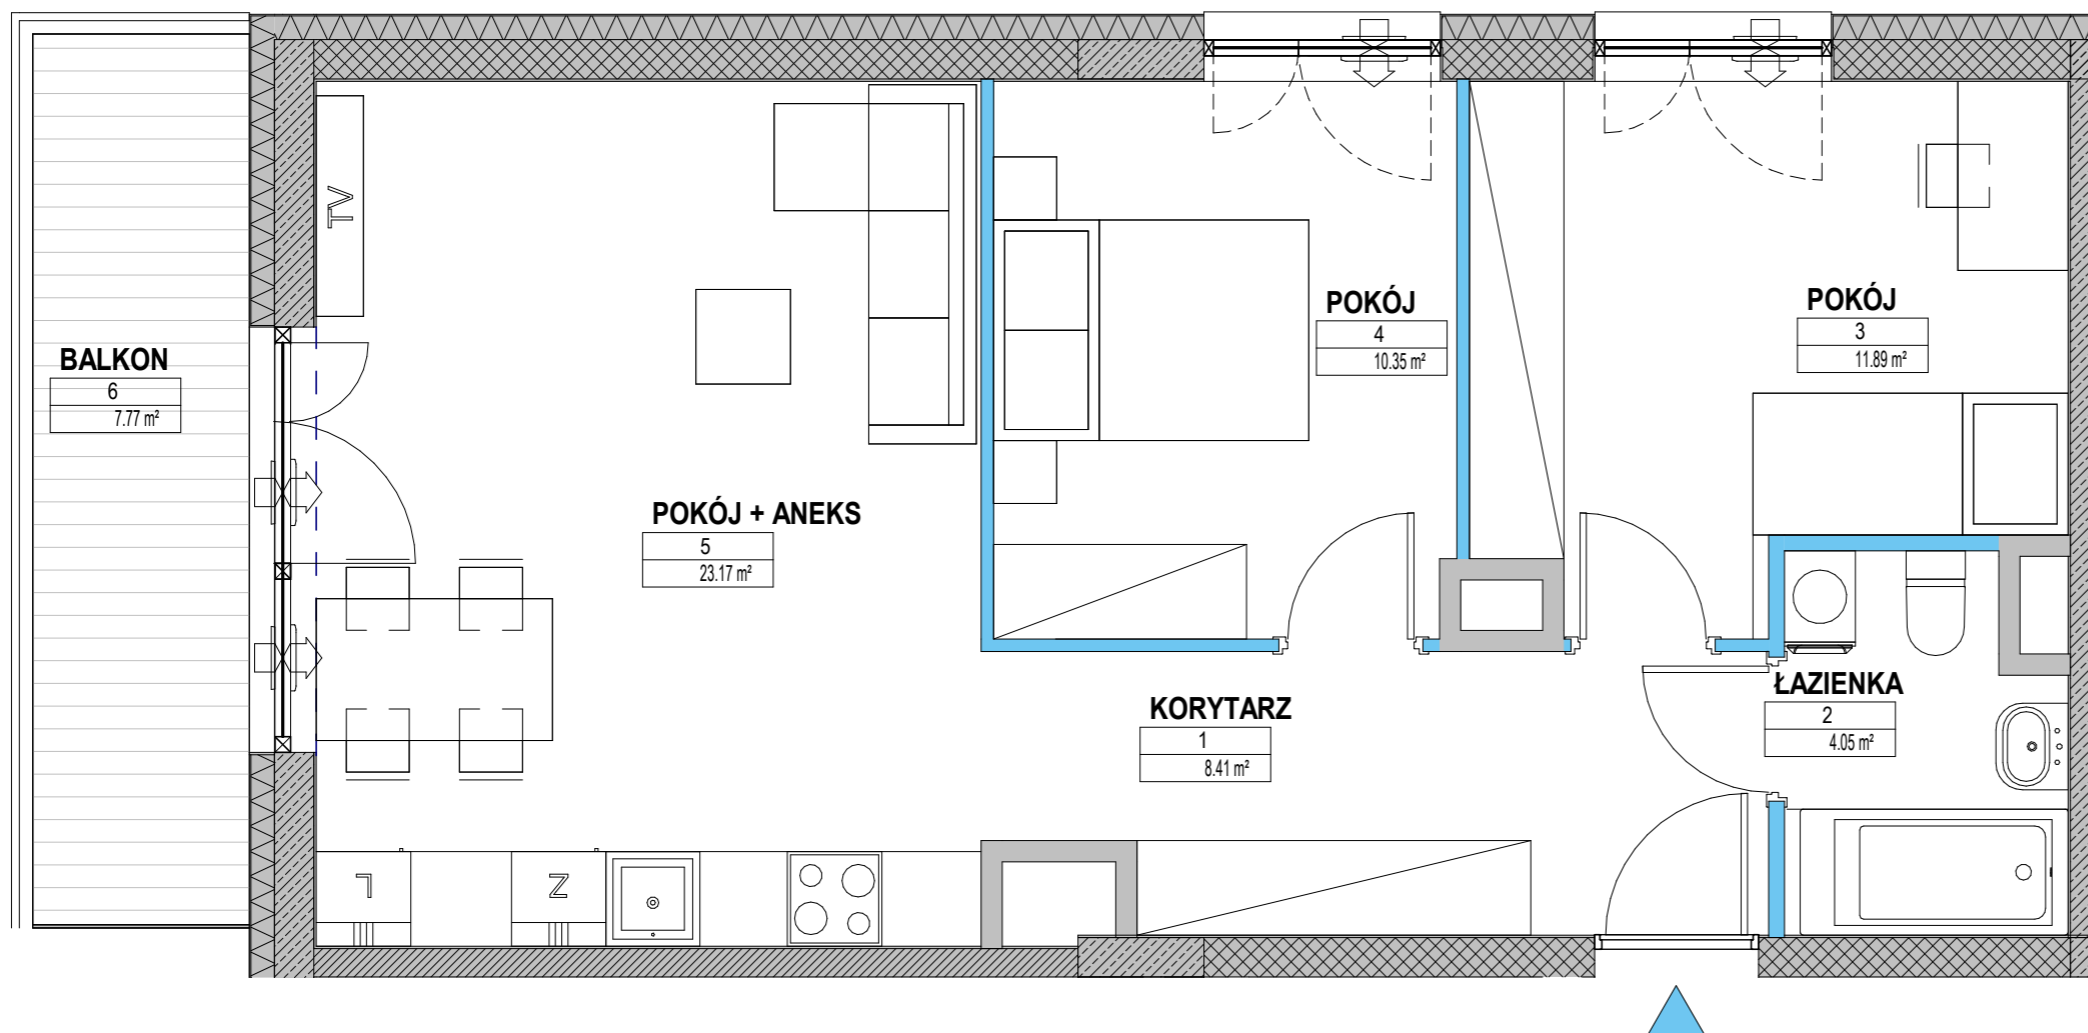 TV
BALKON
6
7.77 m²
POKÓJ + ANEKS
5
23.17 m²
POKÓJ
4
10.35 m²
POKÓJ
3
11.89 m²
KORYTARZ
1
8.41 m²
ŁAZIENKA
2
4.05 m²
L
Z